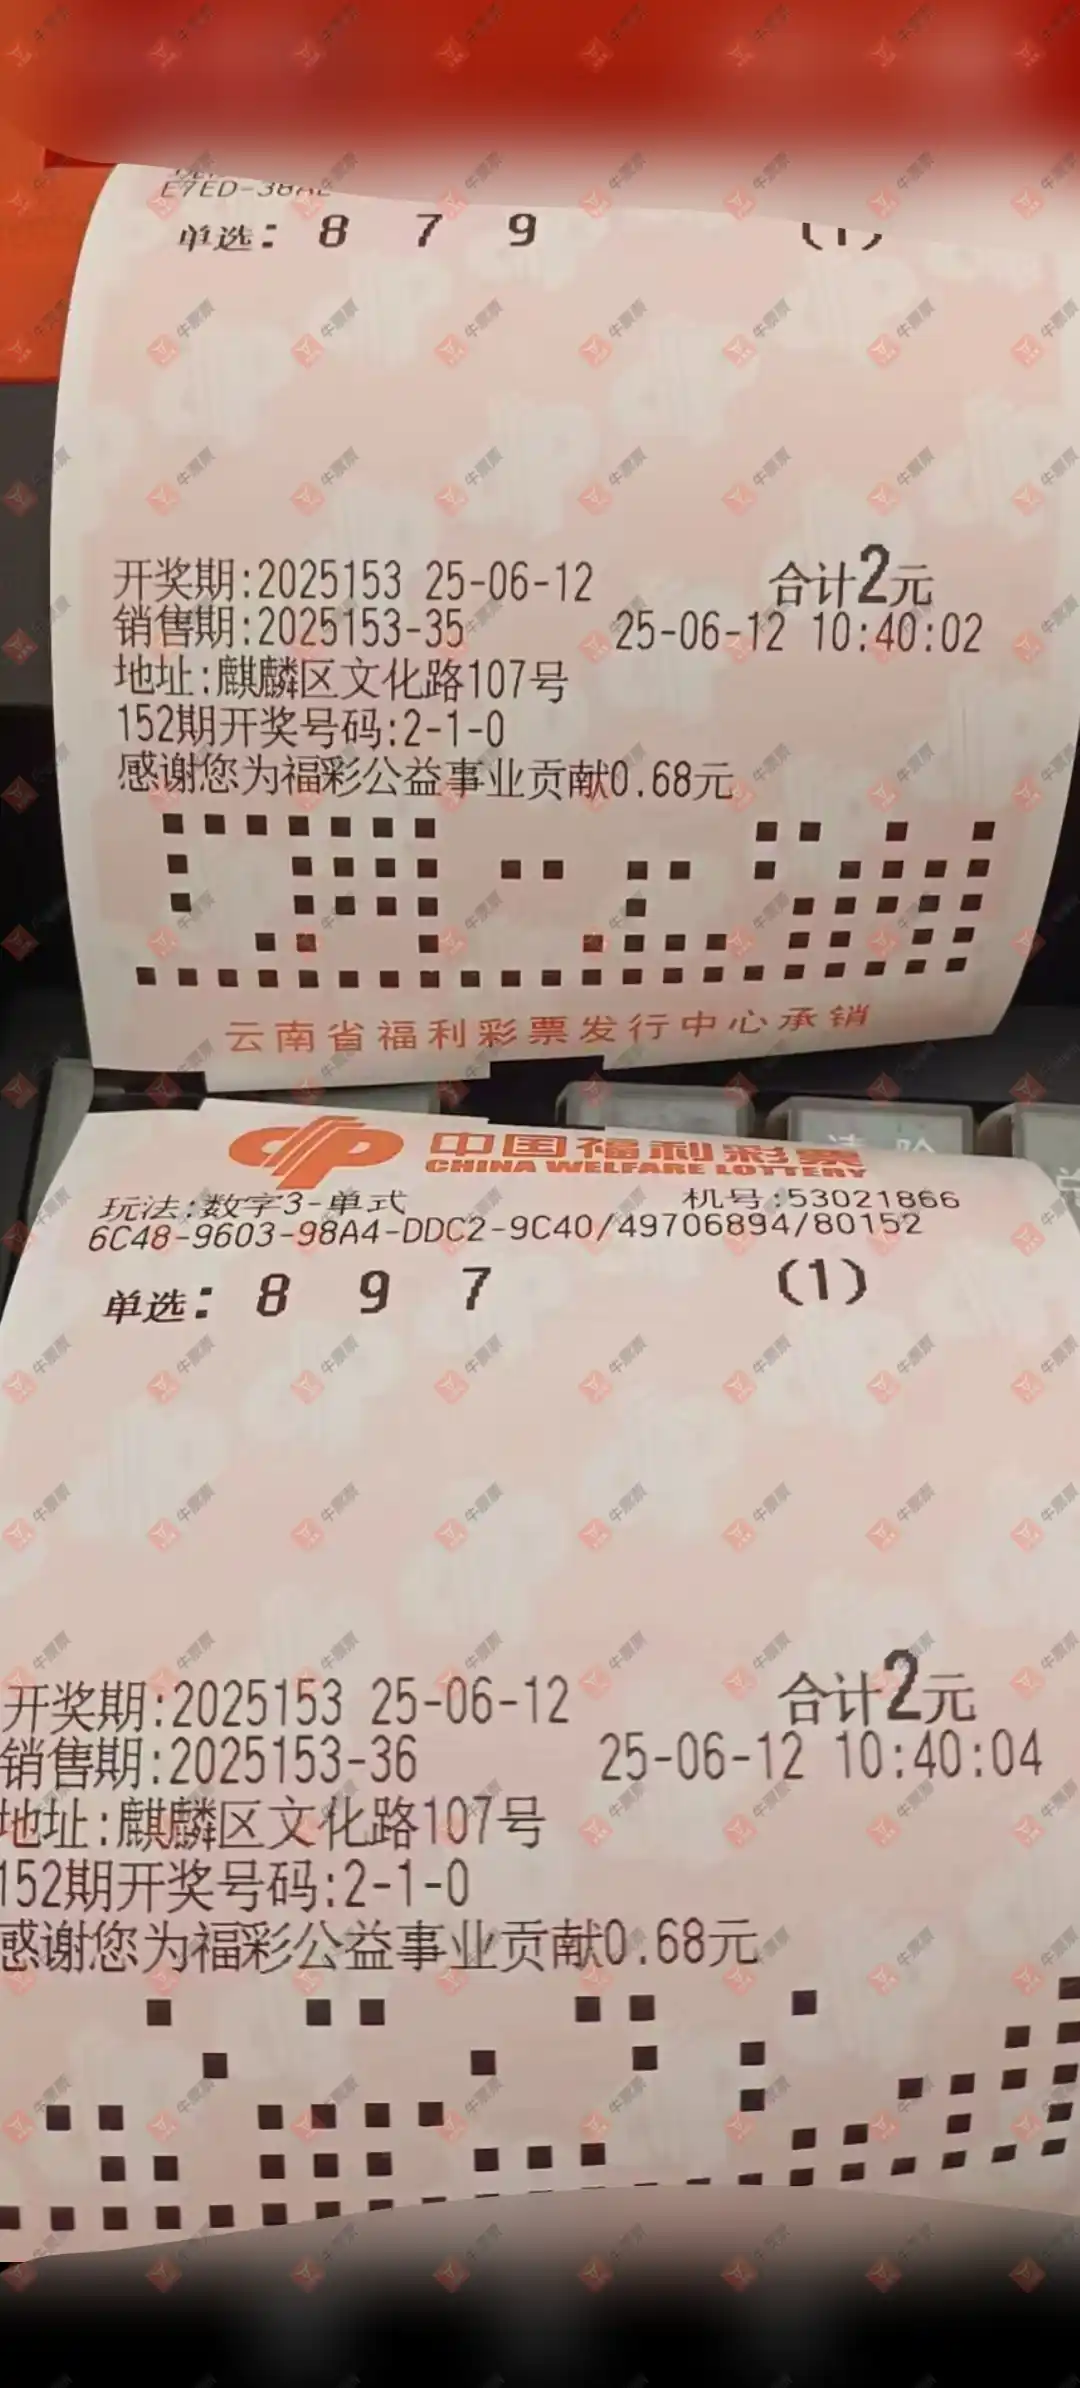 E7ED-38AE
单选: 8 7 9 (1)
开奖期:2025153 25-06-12 合计2元
销售期:2025153-35 25-06-12 10:40:02
地址:麒麟区文化路107号
152期开奖号码:2-1-0
感谢您为福彩公益事业贡献0.68元
云南省福利彩票发行中心承销
清 除
中国福利彩票
CHINA WELFARE LOTTERY
玩法:数字3-单式 机号:53021866
6C48-9603-98A4-DDC2-9C40/49706894/80152
单选: 8 9 7 (1)
开奖期:2025153 25-06-12 合计2元
销售期:2025153-36 25-06-12 10:40:04
地址:麒麟区文化路107号
152期开奖号码:2-1-0
感谢您为福彩公益事业贡献0.68元
牛票票